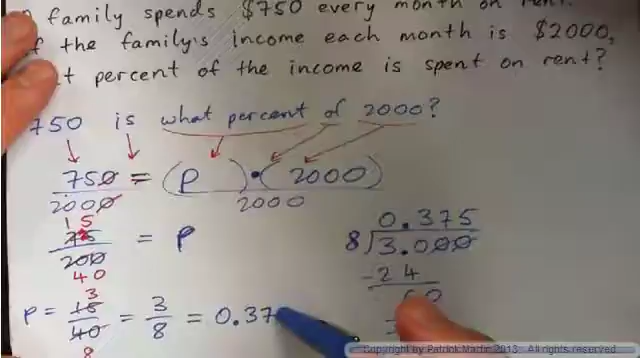 family spends $750 every month on rent.
the family's income each month is $2000,
percent of the income is spent on rent?
750 is what percent of 2000?
750 = (P )•(2000)
2000 2000
15
75 = P
200
40
0.375
8)3.000
-24
60
3
P = 15 = 3 = 0.37
40 8
8
Copyright by Patrick Martin 2013. All rights reserved.